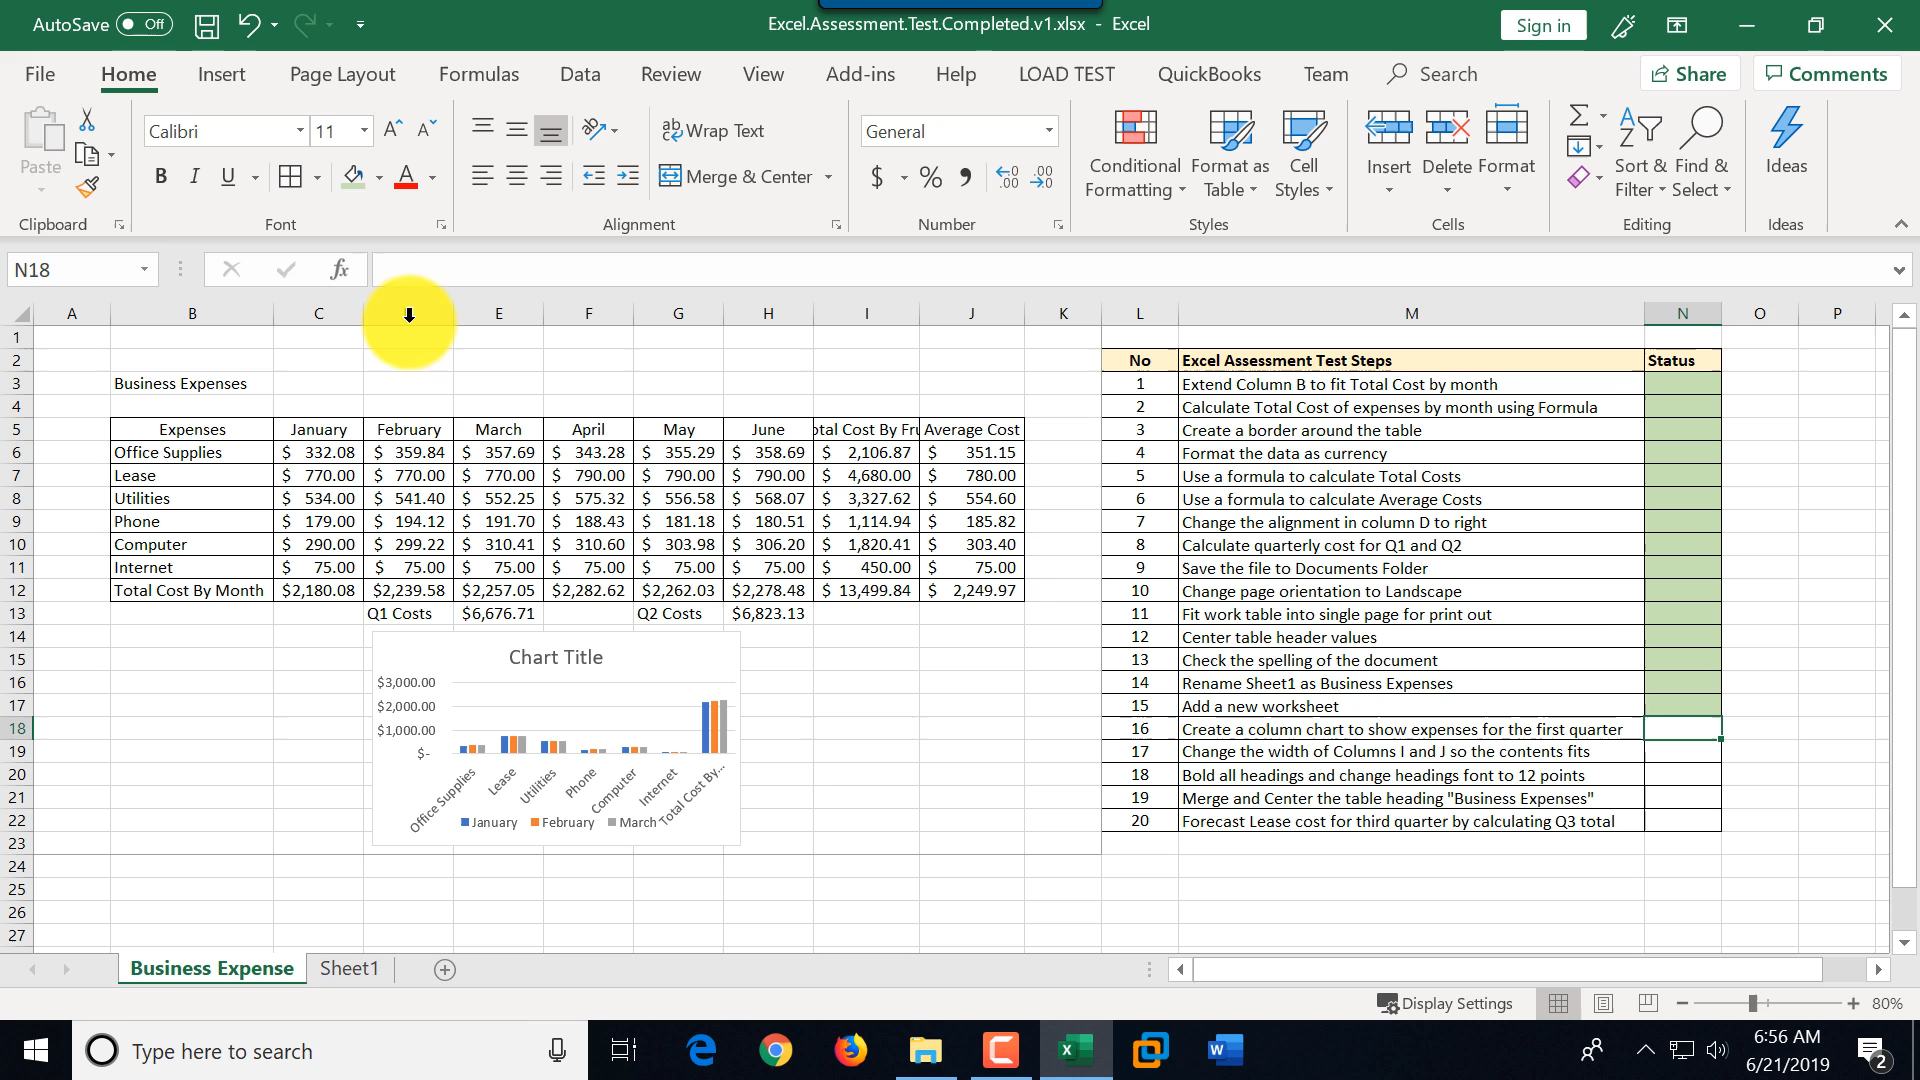 AutoSave Off
Excel.Assessment.Test.Completed.v1.xlsx - Excel
Sign in
File Home Insert Page Layout Formulas Data Review View Add-ins Help LOAD TEST QuickBooks Team Search
Share Comments
Paste
Clipboard
Calibri 11
B I U
Font
Wrap Text
Merge & Center
Alignment
General
$ %
Number
Conditional Formatting
Format as Table
Cell Styles
Styles
Insert Delete Format
Cells
Sort & Filter
Find & Select
Editing
Ideas
Ideas
N18
fx
A B C E F G H I J K L M N O P
1
2 No Excel Assessment Test Steps Status
3 Business Expenses 1 Extend Column B to fit Total Cost by month
4 2 Calculate Total Cost of expenses by month using Formula
5 Expenses January February March April May June otal Cost By Fru Average Cost 3 Create a border around the table
6 Office Supplies $ 332.08 $ 359.84 $ 357.69 $ 343.28 $ 355.29 $ 358.69 $ 2,106.87 $ 351.15 4 Format the data as currency
7 Lease $ 770.00 $ 770.00 $ 770.00 $ 790.00 $ 790.00 $ 790.00 $ 4,680.00 $ 780.00 5 Use a formula to calculate Total Costs
8 Utilities $ 534.00 $ 541.40 $ 552.25 $ 575.32 $ 556.58 $ 568.07 $ 3,327.62 $ 554.60 6 Use a formula to calculate Average Costs
9 Phone $ 179.00 $ 194.12 $ 191.70 $ 188.43 $ 181.18 $ 180.51 $ 1,114.94 $ 185.82 7 Change the alignment in column D to right
10 Computer $ 290.00 $ 299.22 $ 310.41 $ 310.60 $ 303.98 $ 306.20 $ 1,820.41 $ 303.40 8 Calculate quarterly cost for Q1 and Q2
11 Internet $ 75.00 $ 75.00 $ 75.00 $ 75.00 $ 75.00 $ 75.00 $ 450.00 $ 75.00 9 Save the file to Documents Folder
12 Total Cost By Month $2,180.08 $2,239.58 $2,257.05 $2,282.62 $2,262.03 $2,278.48 $ 13,499.84 $ 2,249.97 10 Change page orientation to Landscape
13 Q1 Costs $6,676.71 Q2 Costs $6,823.13 11 Fit work table into single page for print out
14 12 Center table header values
15 13 Check the spelling of the document
16 14 Rename Sheet1 as Business Expenses
17 15 Add a new worksheet
18 16 Create a column chart to show expenses for the first quarter
19 17 Change the width of Columns I and J so the contents fits
20 18 Bold all headings and change headings font to 12 points
21 19 Merge and Center the table heading "Business Expenses"
22 20 Forecast Lease cost for third quarter by calculating Q3 total
23
24
25
26
27
Chart Title
$3,000.00
$2,000.00
$1,000.00
$-
Office Supplies Lease Utilities Phone Computer Internet Total Cost By...
January February March
Business Expense Sheet1
Display Settings 80%
Type here to search
6:56 AM
6/21/2019
2